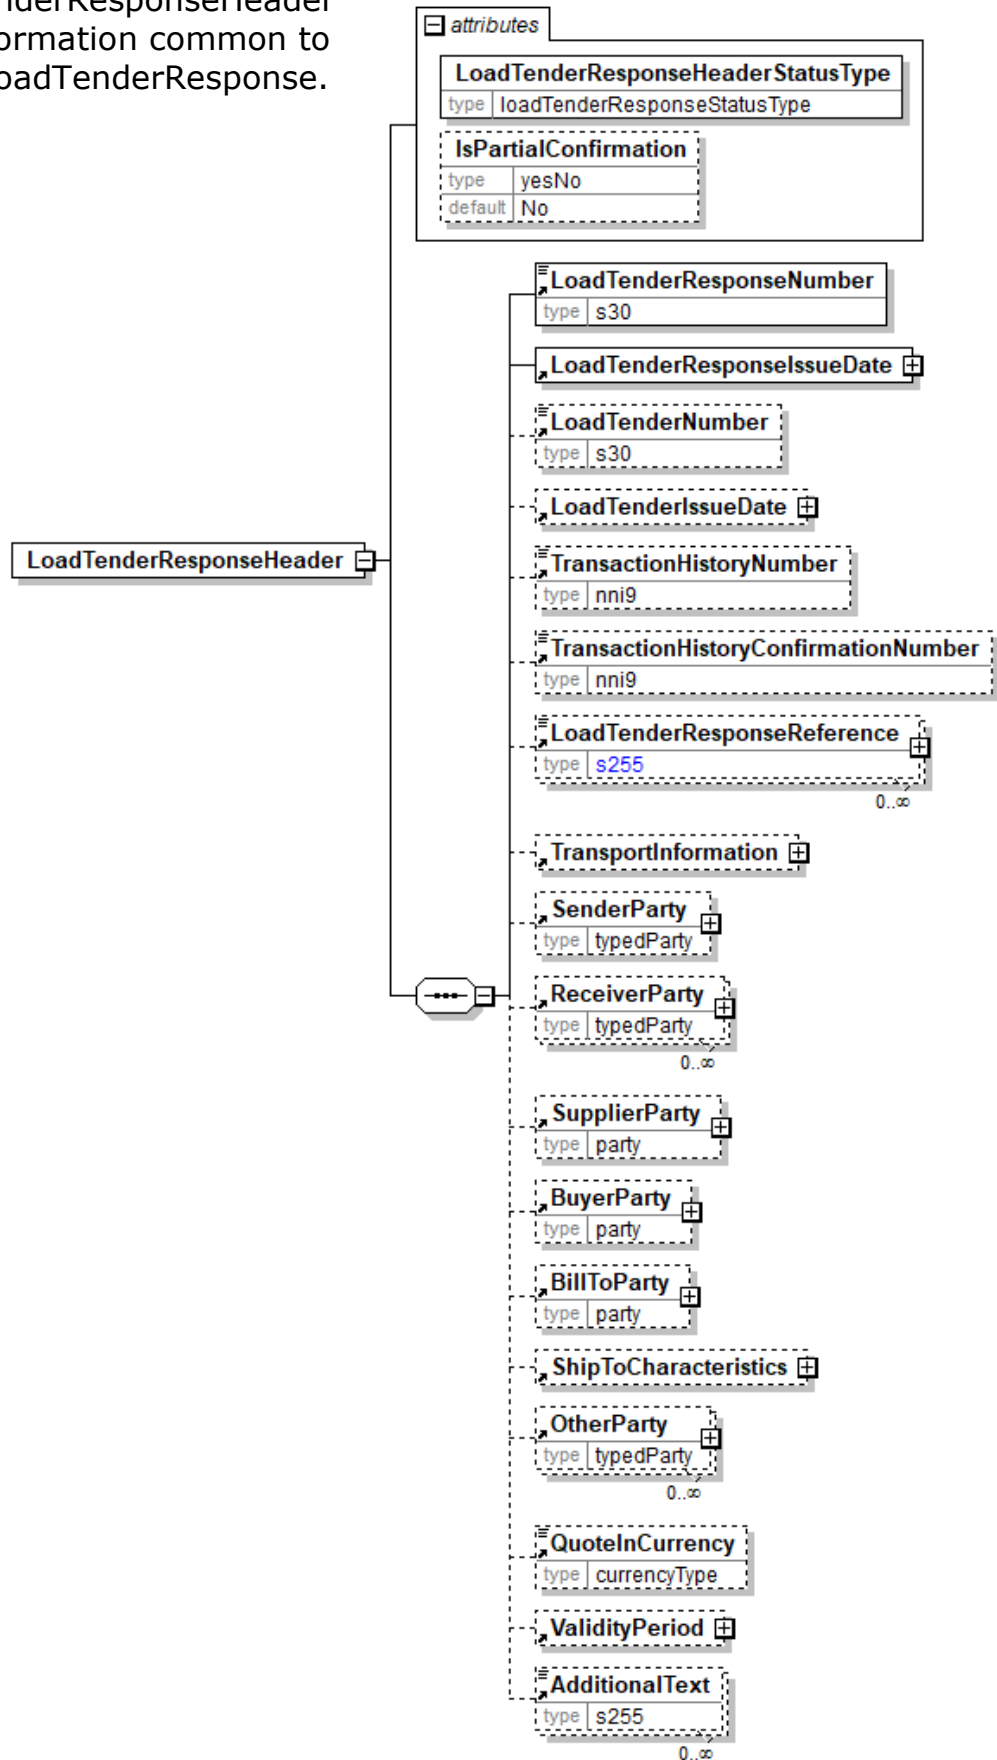 nderResponseHeader
ormation common to
oadTenderResponse.
attributes
LoadTenderResponseHeaderStatusType
type loadTenderResponseStatusType
IsPartialConfirmation
type yesNo
default No
LoadTenderResponseNumber
type s30
LoadTenderResponseIssueDate
LoadTenderNumber
type s30
LoadTenderIssueDate
LoadTenderResponseHeader
TransactionHistoryNumber
type nni9
TransactionHistoryConfirmationNumber
type nni9
LoadTenderResponseReference
type s255
0..∞
TransportInformation
SenderParty
type typedParty
ReceiverParty
type typedParty
0..∞
SupplierParty
type party
BuyerParty
type party
BillToParty
type party
ShipToCharacteristics
OtherParty
type typedParty
0..∞
QuoteInCurrency
type currencyType
ValidityPeriod
AdditionalText
type s255
0..∞